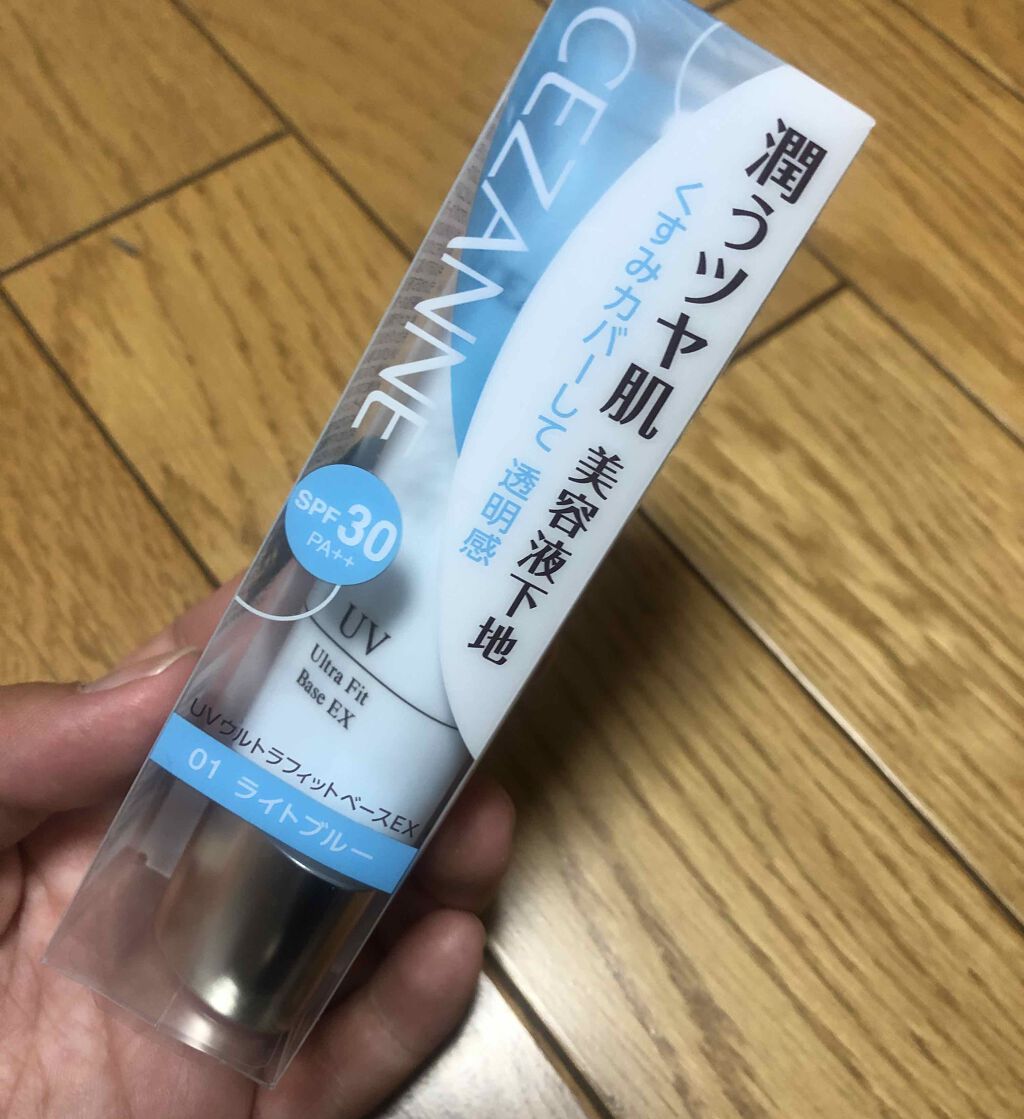 CEZANNE
潤うツヤ肌 美容液下地
くすみカバーして 透明感
SPF30
PA++
UV
Ultra Fit
Base EX
UVウルトラフィットベースEX
01 ライトブルー